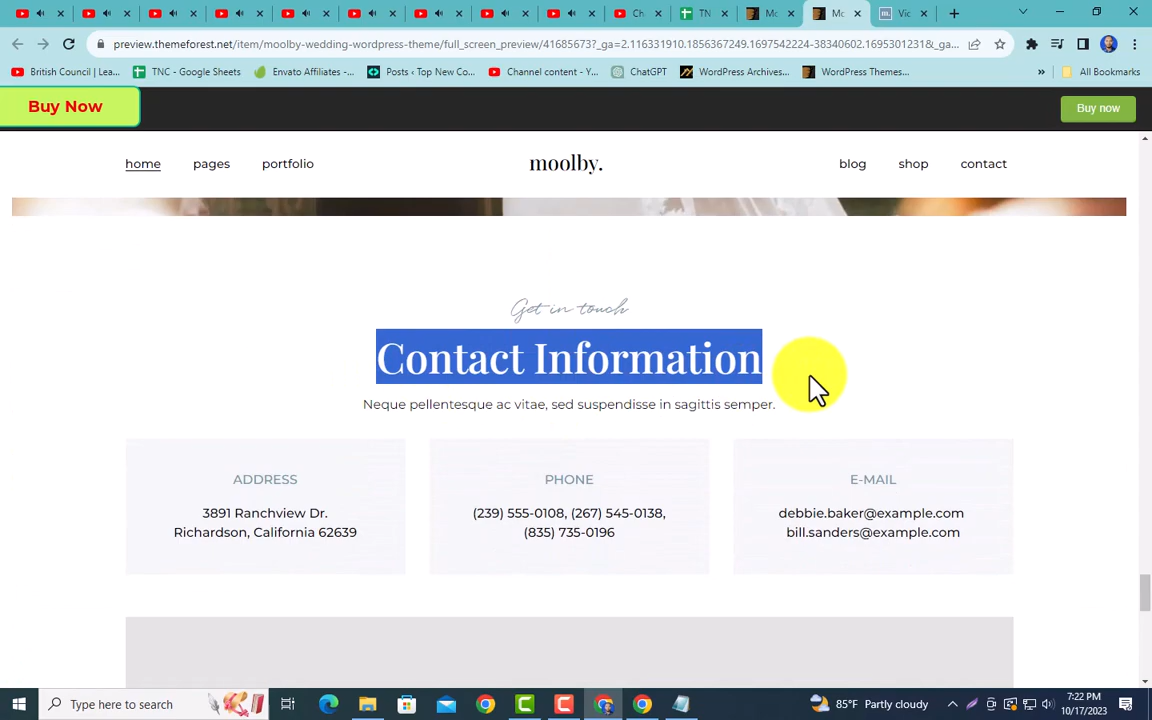 Ch
TN
Mo
Mo
Vic
preview.themeforest.net/item/moolby-wedding-wordpress-theme/full_screen_preview/41685673?_ga=2.116331910.1856367249.1697542224-38340602.1695301231&_ga...
British Council | Lea...
TNC - Google Sheets
Envato Affiliates -...
Posts ‹ Top New Co...
Channel content - Y...
ChatGPT
WordPress Archives...
WordPress Themes...
»
All Bookmarks
Buy Now
Buy now
home
pages
portfolio
moolby.
blog
shop
contact
Get in touch
Contact Information
Neque pellentesque ac vitae, sed suspendisse in sagittis semper.
ADDRESS
3891 Ranchview Dr.
Richardson, California 62639
PHONE
(239) 555-0108, (267) 545-0138,
(835) 735-0196
E-MAIL
debbie.baker@example.com
bill.sanders@example.com
Type here to search
85°F Partly cloudy
7:22 PM
10/17/2023